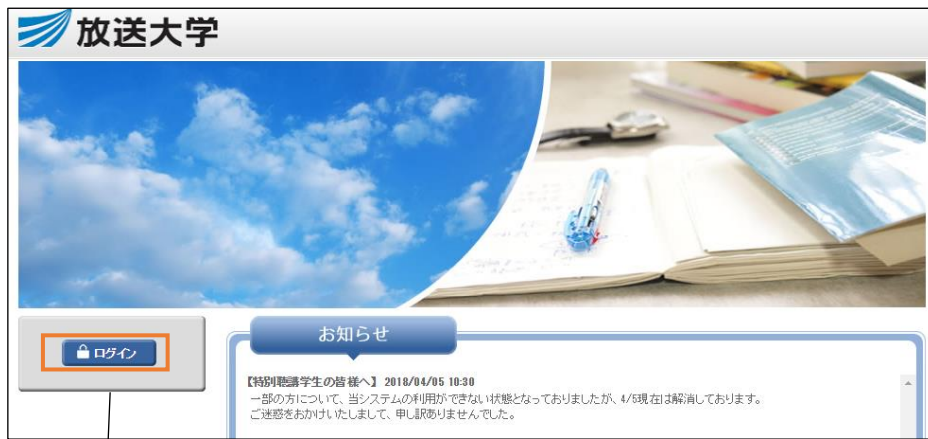 放送大学
ログイン
お知らせ
【特別聴講学生の皆様へ】 2018/04/05 10:30
一部の方について、当システムの利用ができない状態となっておりましたが、4/5現在は解消しております。
ご迷惑をおかけいたしまして、申し訳ありませんでした。